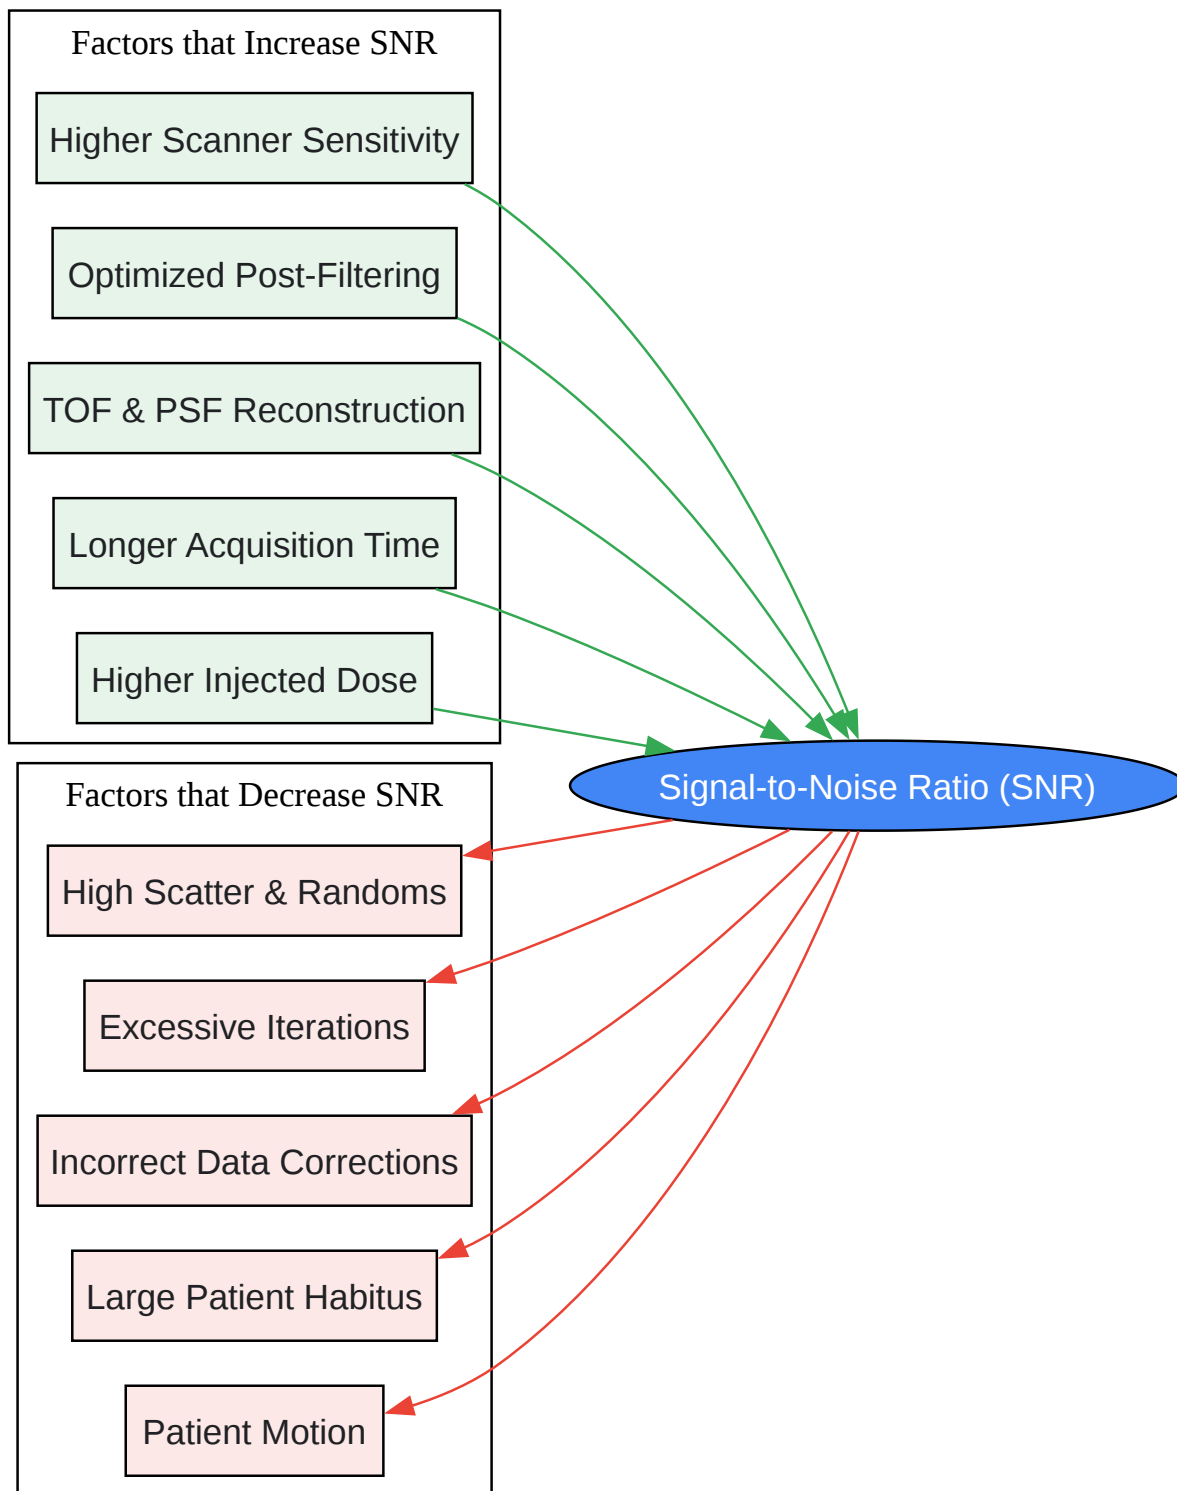 Factors that Increase SNR
Higher Scanner Sensitivity
Optimized Post-Filtering
TOF & PSF Reconstruction
Longer Acquisition Time
Higher Injected Dose
Signal-to-Noise Ratio (SNR)
Factors that Decrease SNR
High Scatter & Randoms
Excessive Iterations
Incorrect Data Corrections
Large Patient Habitus
Patient Motion